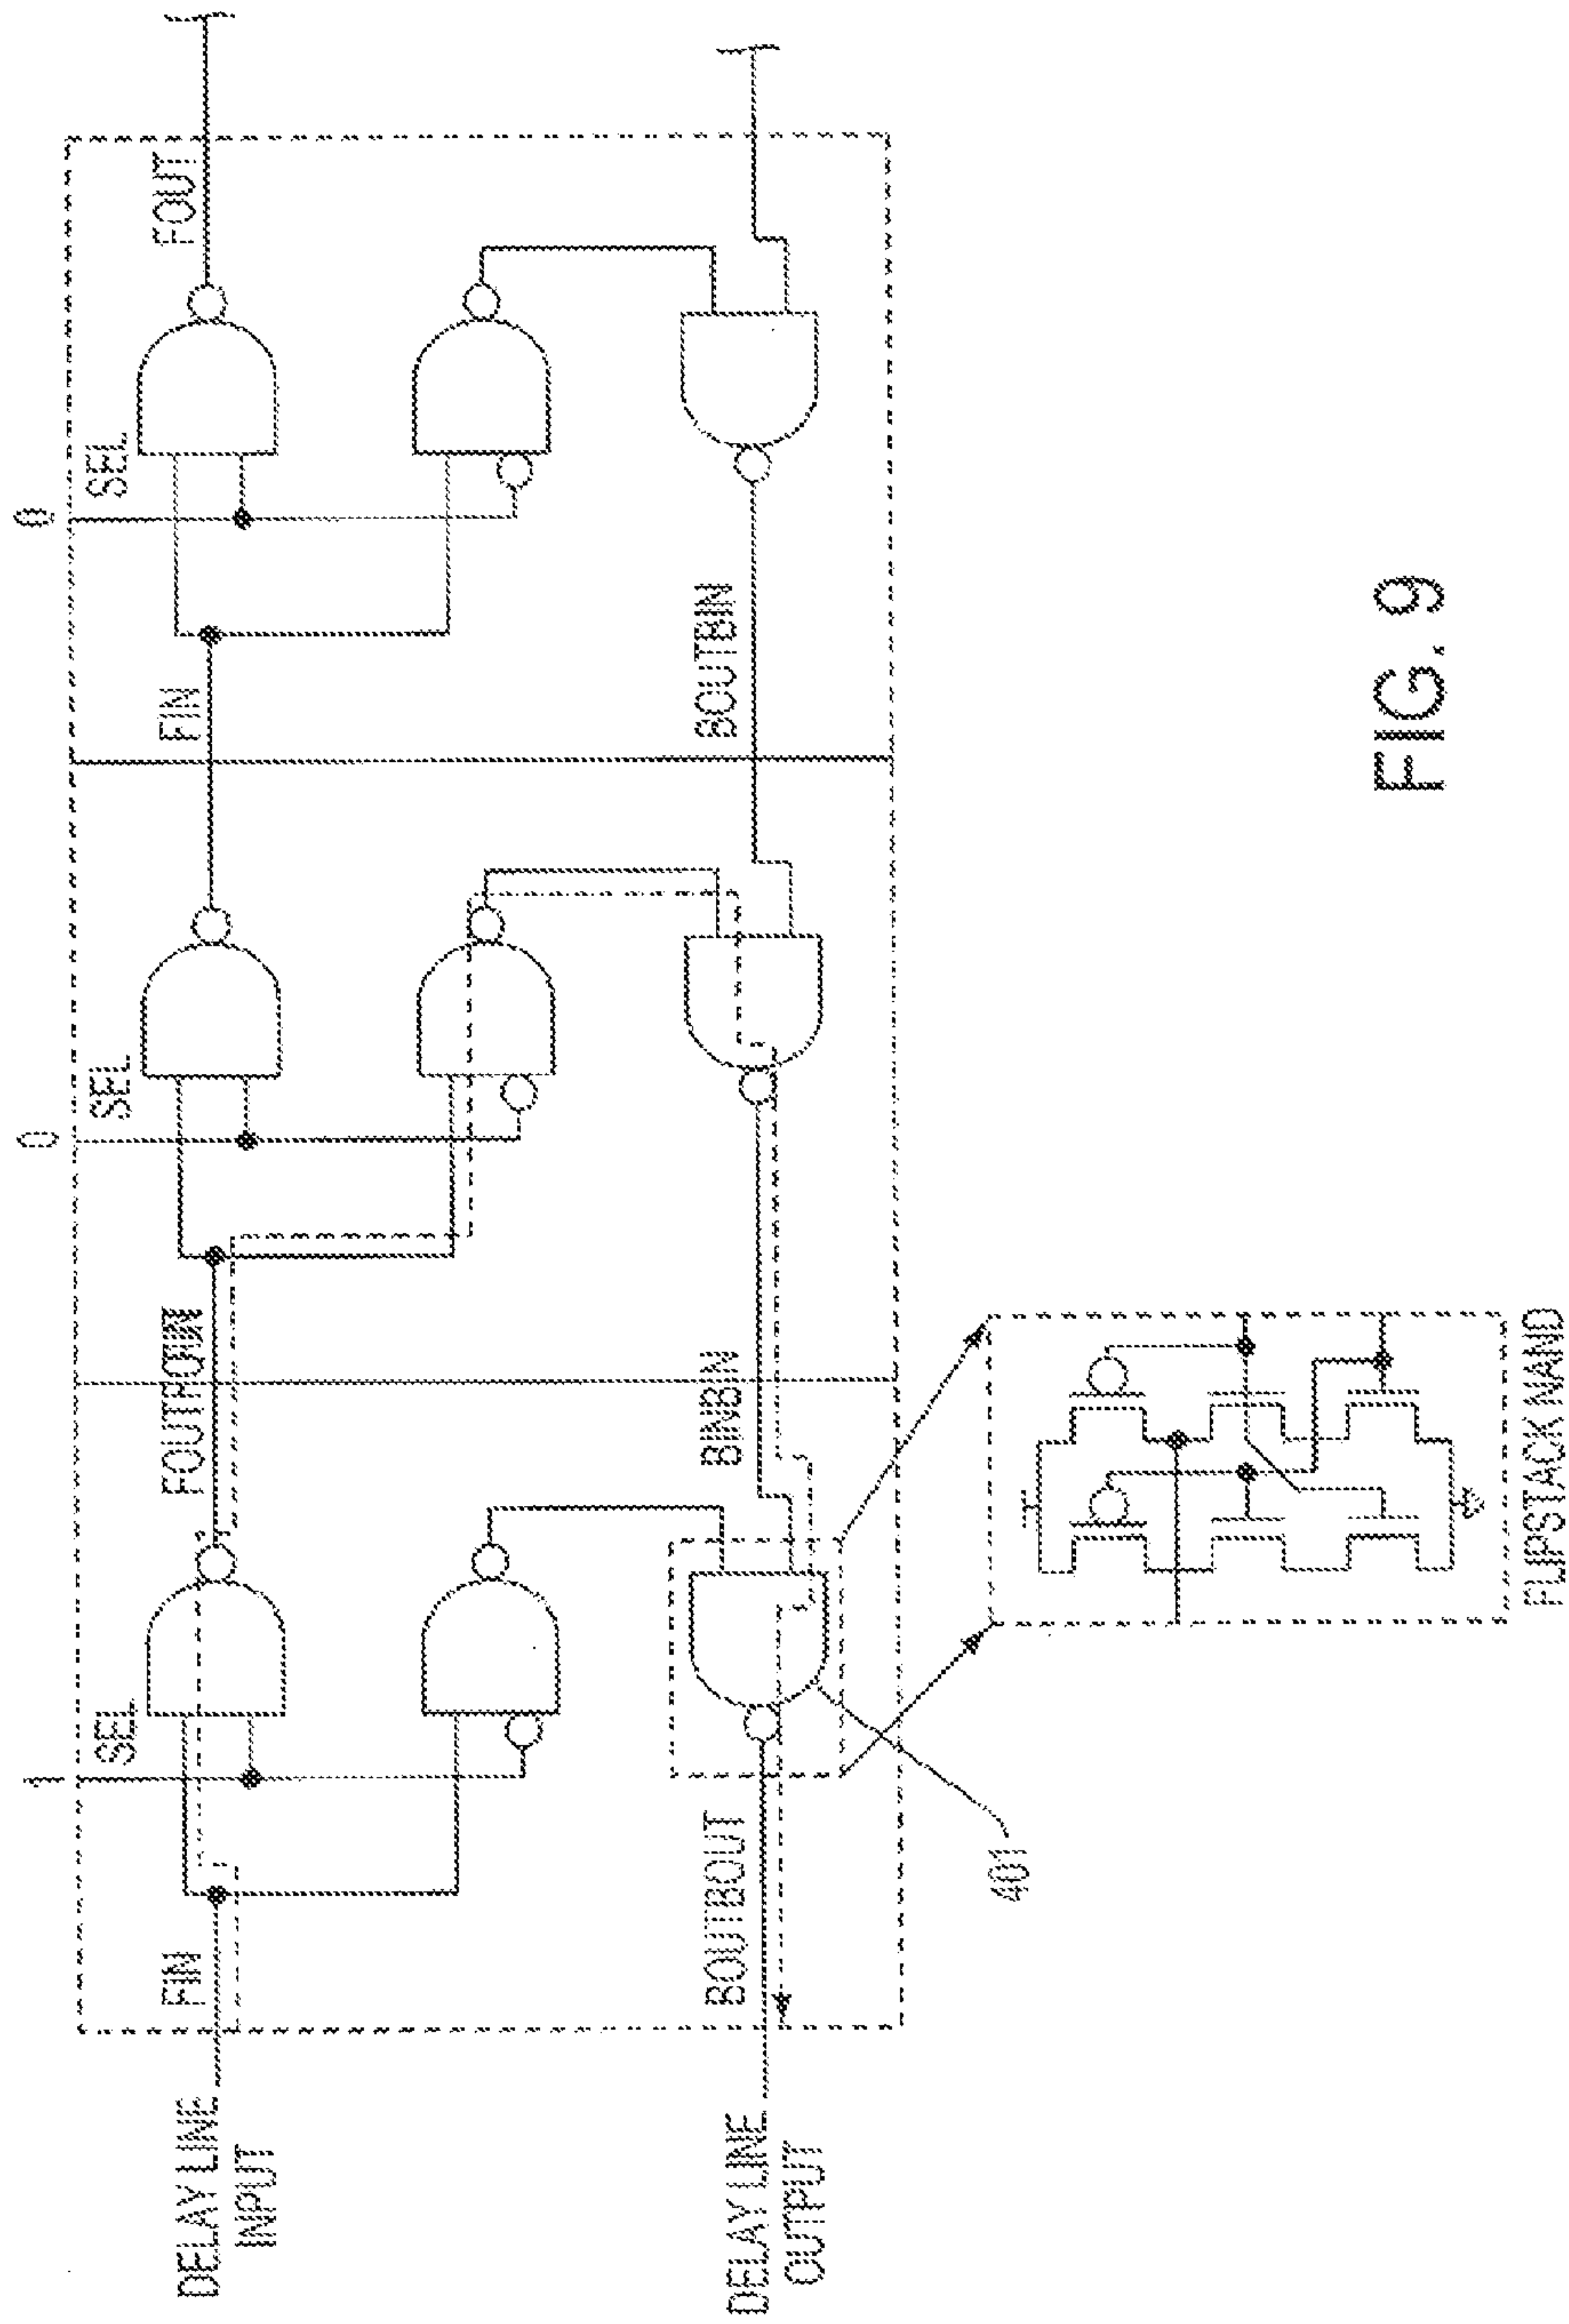 1
0
0
SEL
SEL
SEL
FIN
FOUTFOUTFIN
FIN
FOUT
DELAY LINE
INPUT
BOUTBOUT
BINBIN
BOUTBIN
DELAY LINE
OUTPUT
401
FLIPSTACK NAND
FIG. 9